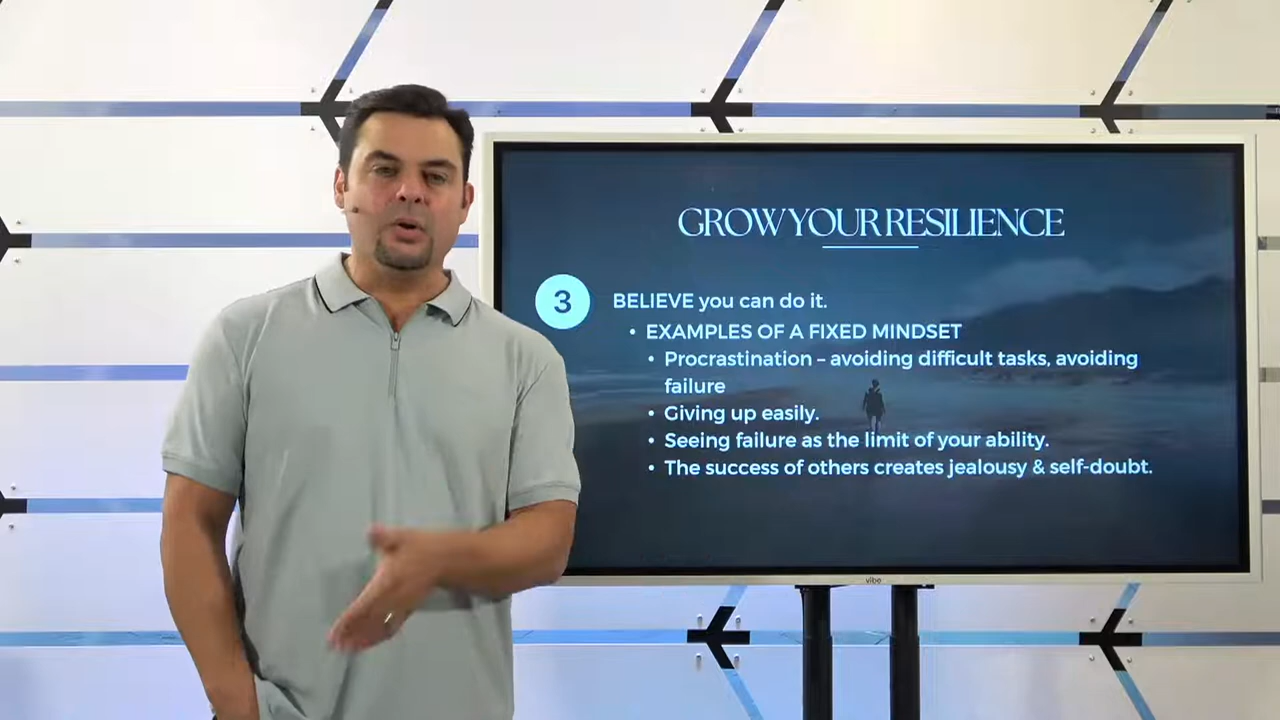 GROW YOUR RESILIENCE
3
BELIEVE you can do it.
• EXAMPLES OF A FIXED MINDSET
• Procrastination – avoiding difficult tasks, avoiding
failure
• Giving up easily.
• Seeing failure as the limit of your ability.
• The success of others creates jealousy & self-doubt.
vibe